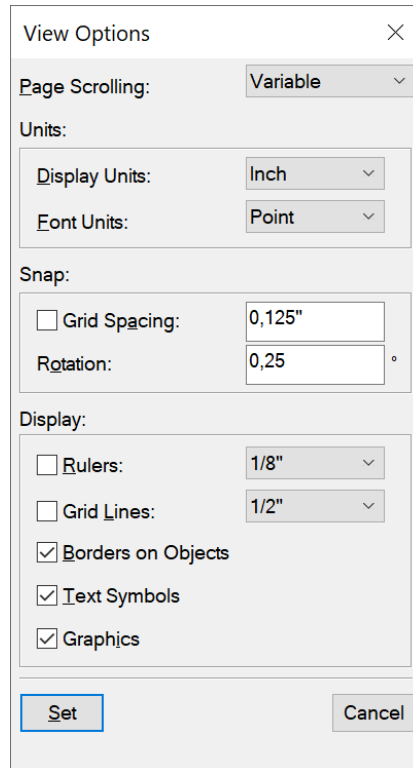 View Options
Page Scrolling: Variable
Units:
Display Units: Inch
Font Units: Point
Snap:
Grid Spacing: 0,125"
Rotation: 0,25 °
Display:
Rulers: 1/8"
Grid Lines: 1/2"
Borders on Objects
Text Symbols
Graphics
Set Cancel